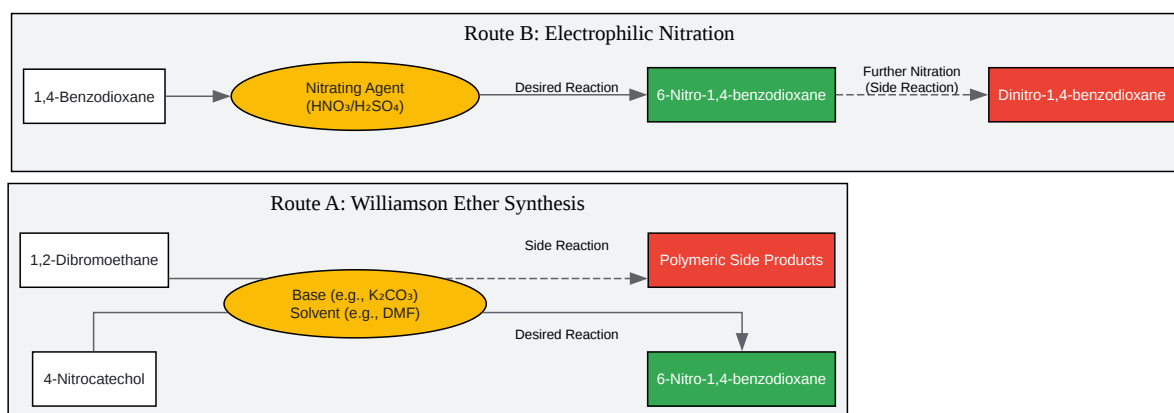 Route B: Electrophilic Nitration
1,4-Benzodioxane
Nitrating Agent
(HNO₃/H₂SO₄)
Desired Reaction
6-Nitro-1,4-benzodioxane
Further Nitration
(Side Reaction)
Dinitro-1,4-benzodioxane
Route A: Williamson Ether Synthesis
1,2-Dibromoethane
Side Reaction
Polymeric Side Products
Base (e.g., K₂CO₃)
Solvent (e.g., DMF)
Desired Reaction
4-Nitrocatechol
6-Nitro-1,4-benzodioxane